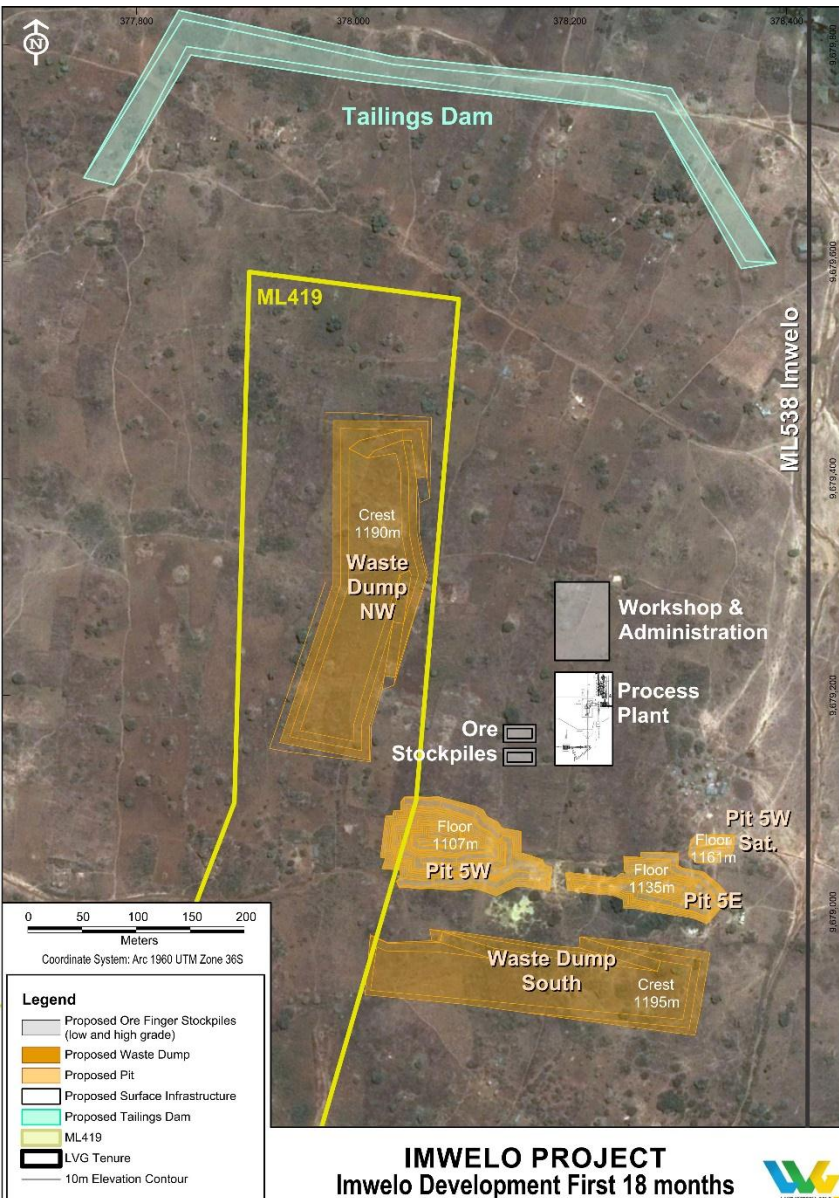 377,800
378,000
378,200
378,400
N
9,679,800
Tailings Dam
9,679,600
ML419
ML538 Imwelo
9,679,400
Crest
1190m
Waste
Dump
NW
Workshop &
Administration
9,679,200
Process
Plant
Ore
Stockpiles
Floor
1107m
Pit 5W
Pit 5W
Sat.
Floor
1161m
Floor
1135m
Pit 5E
9,679,000
Waste Dump
South
Crest
1195m
0 50 100 150 200
Meters
Coordinate System: Arc 1960 UTM Zone 36S
Legend
Proposed Ore Finger Stockpiles
(low and high grade)
Proposed Waste Dump
Proposed Pit
Proposed Surface Infrastructure
Proposed Tailings Dam
ML419
LVG Tenure
10m Elevation Contour
IMWELO PROJECT
Imwelo Development First 18 months